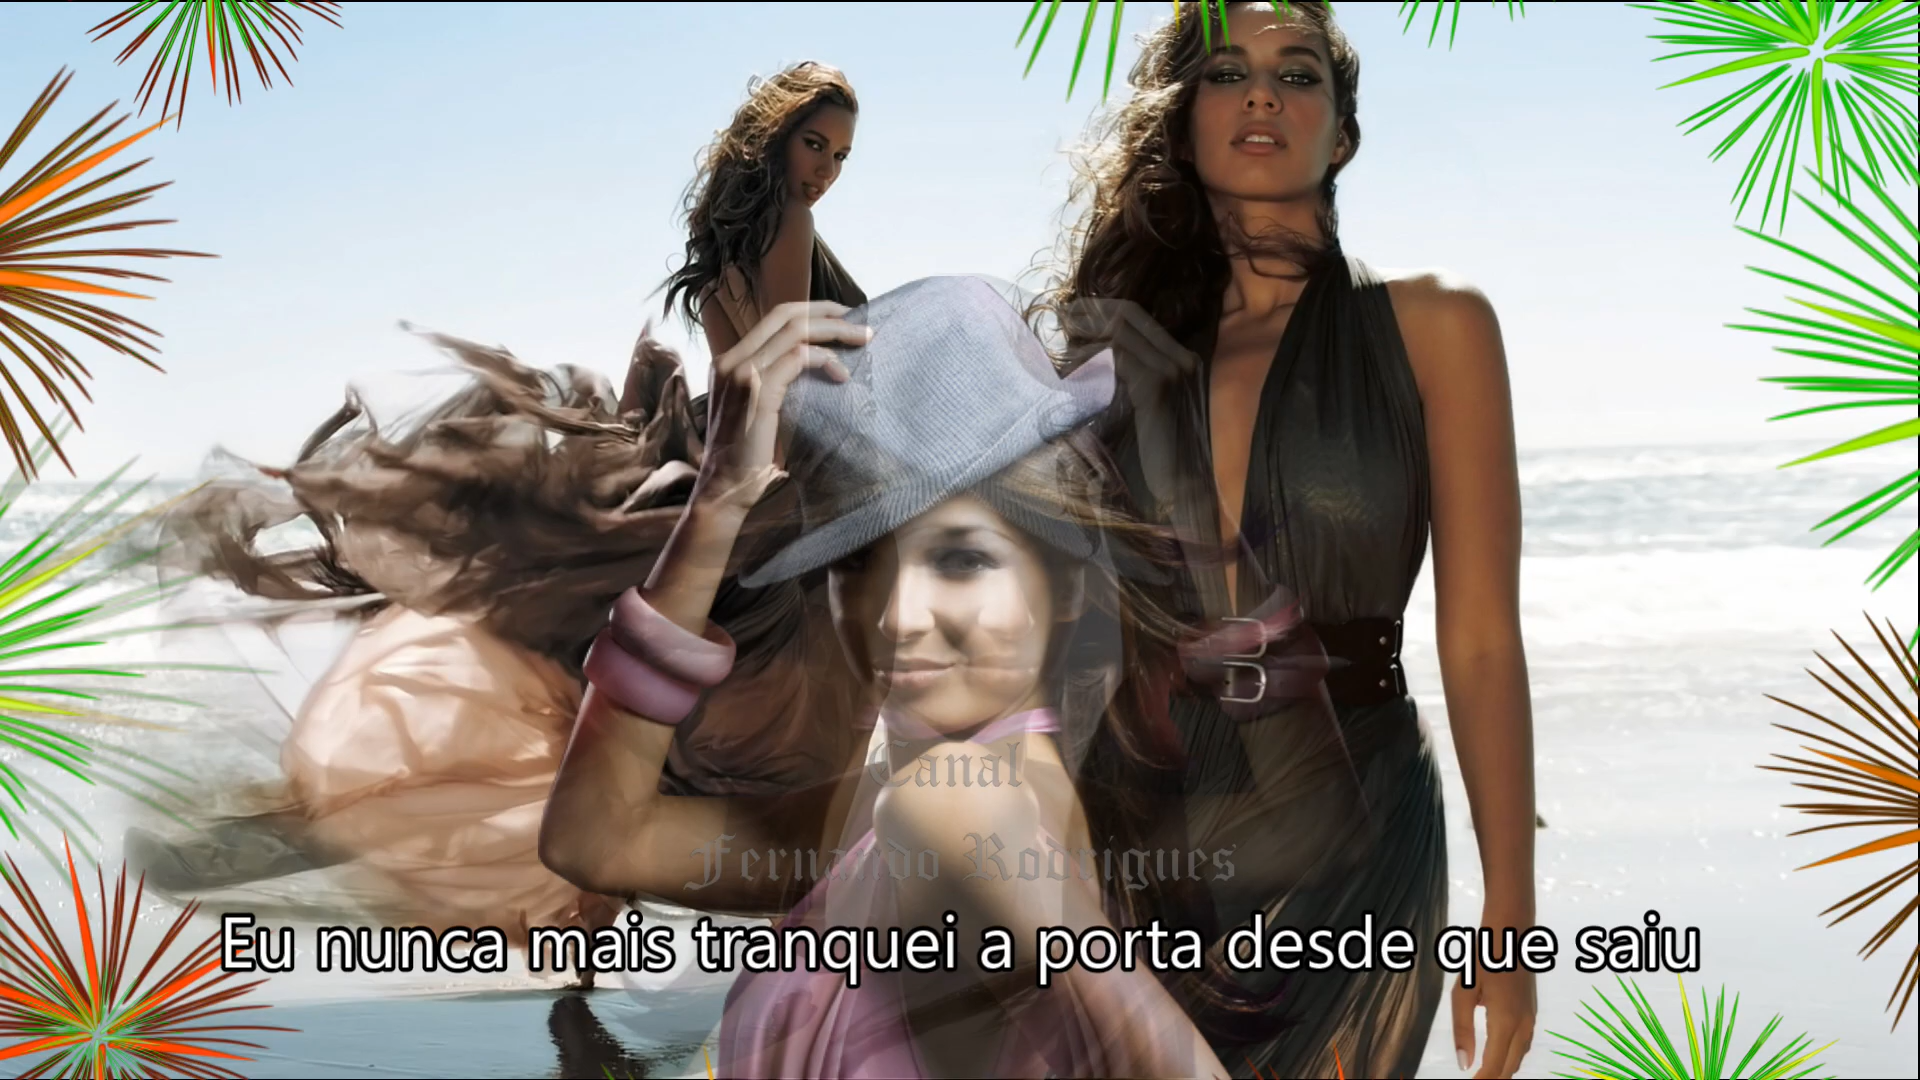 Canal
Fernando Rodrigues
Eu nunca mais tranquei a porta desde que saiu